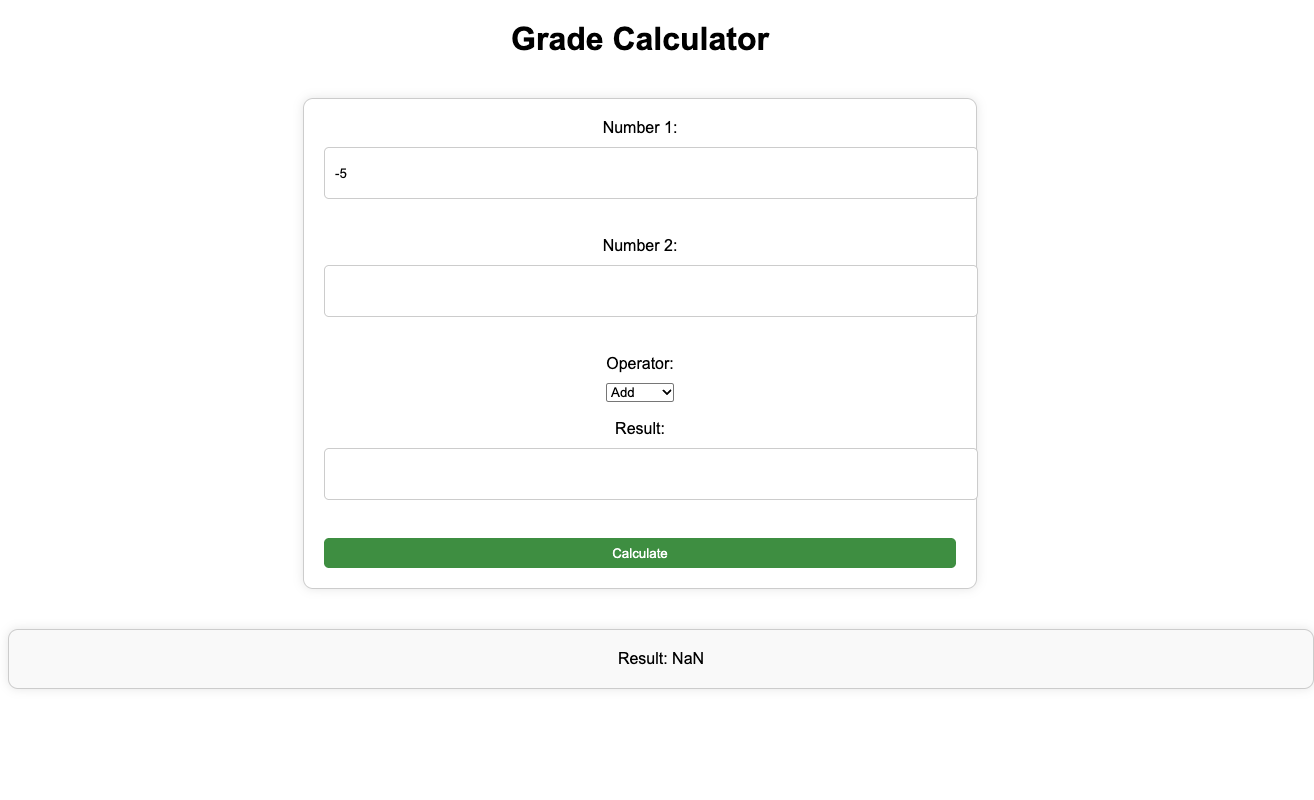 Grade Calculator
Number 1:
-5
Number 2:
Operator:
Add
Result:
Calculate
Result: NaN